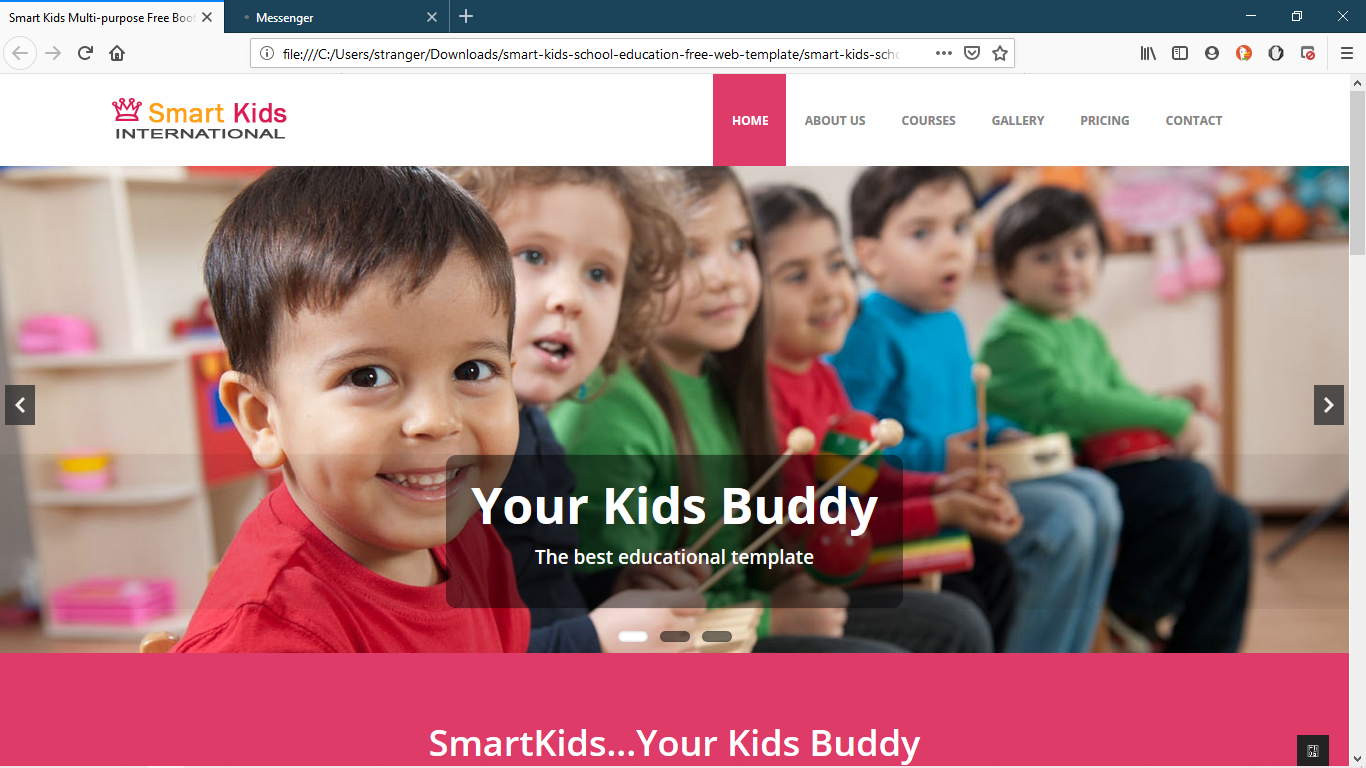 Smart Kids Multi-purpose Free Boo
Messenger
file:///C:/Users/stranger/Downloads/smart-kids-school-education-free-web-template/smart-kids-scho
Smart Kids
INTERNATIONAL
HOME
ABOUT US
COURSES
GALLERY
PRICING
CONTACT
Your Kids Buddy
The best educational template
SmartKids...Your Kids Buddy